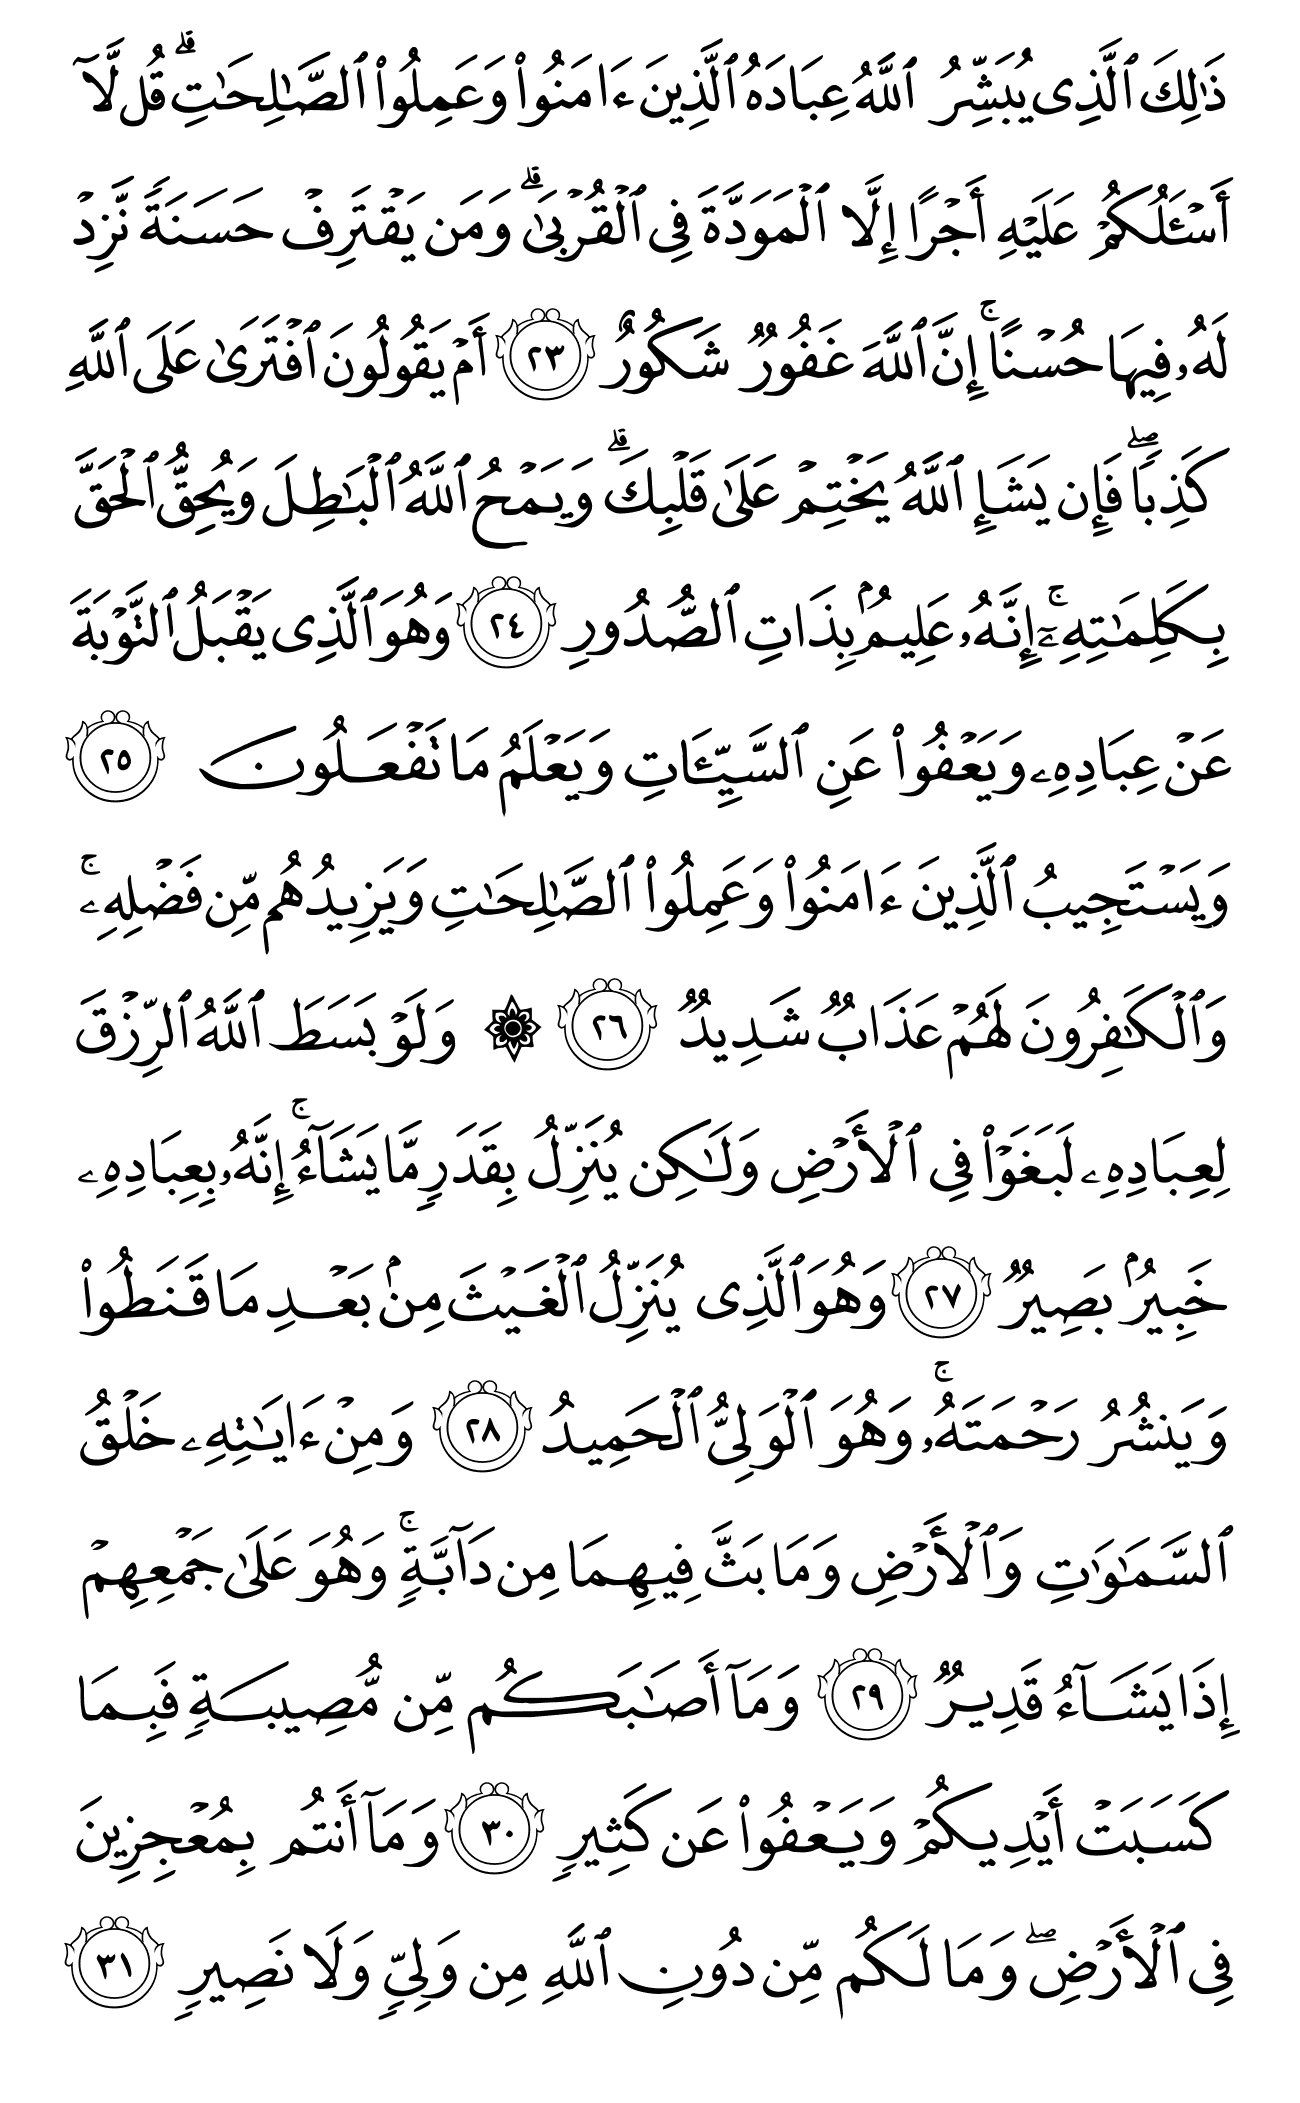 ذَٰلِكَ ٱلَّذِى يُبَشِّرُ ٱللَّهُ عِبَادَهُ ٱلَّذِينَ ءَامَنُوا۟ وَعَمِلُوا۟ ٱلصَّـٰلِحَـٰتِ ۗ قُل لَّآ
أَسْـَٔلُكُمْ عَلَيْهِ أَجْرًا إِلَّا ٱلْمَوَدَّةَ فِى ٱلْقُرْبَىٰ ۗ وَمَن يَقْتَرِفْ حَسَنَةً نَّزِدْ
لَهُۥ فِيهَا حُسْنًا ۚ إِنَّ ٱللَّهَ غَفُورٌ شَكُورٌ ٢٣ أَمْ يَقُولُونَ ٱفْتَرَىٰ عَلَى ٱللَّهِ
كَذِبًا ۖ فَإِن يَشَإِ ٱللَّهُ يَخْتِمْ عَلَىٰ قَلْبِكَ ۗ وَيَمْحُ ٱللَّهُ ٱلْبَـٰطِلَ وَيُحِقُّ ٱلْحَقَّ
بِكَلِمَـٰتِهِۦٓ ۚ إِنَّهُۥ عَلِيمٌۢ بِذَاتِ ٱلصُّدُورِ ٢٤ وَهُوَ ٱلَّذِى يَقْبَلُ ٱلتَّوْبَةَ
عَنْ عِبَادِهِۦ وَيَعْفُوا۟ عَنِ ٱلسَّيِّـَٔاتِ وَيَعْلَمُ مَا تَفْعَلُونَ ٢٥
وَيَسْتَجِيبُ ٱلَّذِينَ ءَامَنُوا۟ وَعَمِلُوا۟ ٱلصَّـٰلِحَـٰتِ وَيَزِيدُهُم مِّن فَضْلِهِۦ ۚ
وَٱلْكَـٰفِرُونَ لَهُمْ عَذَابٌ شَدِيدٌ ٢٦ ۞ وَلَوْ بَسَطَ ٱللَّهُ ٱلرِّزْقَ
لِعِبَادِهِۦ لَبَغَوْا۟ فِى ٱلْأَرْضِ وَلَـٰكِن يُنَزِّلُ بِقَدَرٍ مَّا يَشَآءُ ۚ إِنَّهُۥ بِعِبَادِهِۦ
خَبِيرٌۢ بَصِيرٌ ٢٧ وَهُوَ ٱلَّذِى يُنَزِّلُ ٱلْغَيْثَ مِنۢ بَعْدِ مَا قَنَطُوا۟
وَيَنشُرُ رَحْمَتَهُۥ ۚ وَهُوَ ٱلْوَلِىُّ ٱلْحَمِيدُ ٢٨ وَمِنْ ءَايَـٰتِهِۦ خَلْقُ
ٱلسَّمَـٰوَٰتِ وَٱلْأَرْضِ وَمَا بَثَّ فِيهِمَا مِن دَآبَّةٍ ۚ وَهُوَ عَلَىٰ جَمْعِهِمْ
إِذَا يَشَآءُ قَدِيرٌ ٢٩ وَمَآ أَصَـٰبَكُم مِّن مُّصِيبَةٍ فَبِمَا
كَسَبَتْ أَيْدِيكُمْ وَيَعْفُوا۟ عَن كَثِيرٍ ٣٠ وَمَآ أَنتُم بِمُعْجِزِينَ
فِى ٱلْأَرْضِ ۖ وَمَا لَكُم مِّن دُونِ ٱللَّهِ مِن وَلِىٍّ وَلَا نَصِيرٍ ٣١